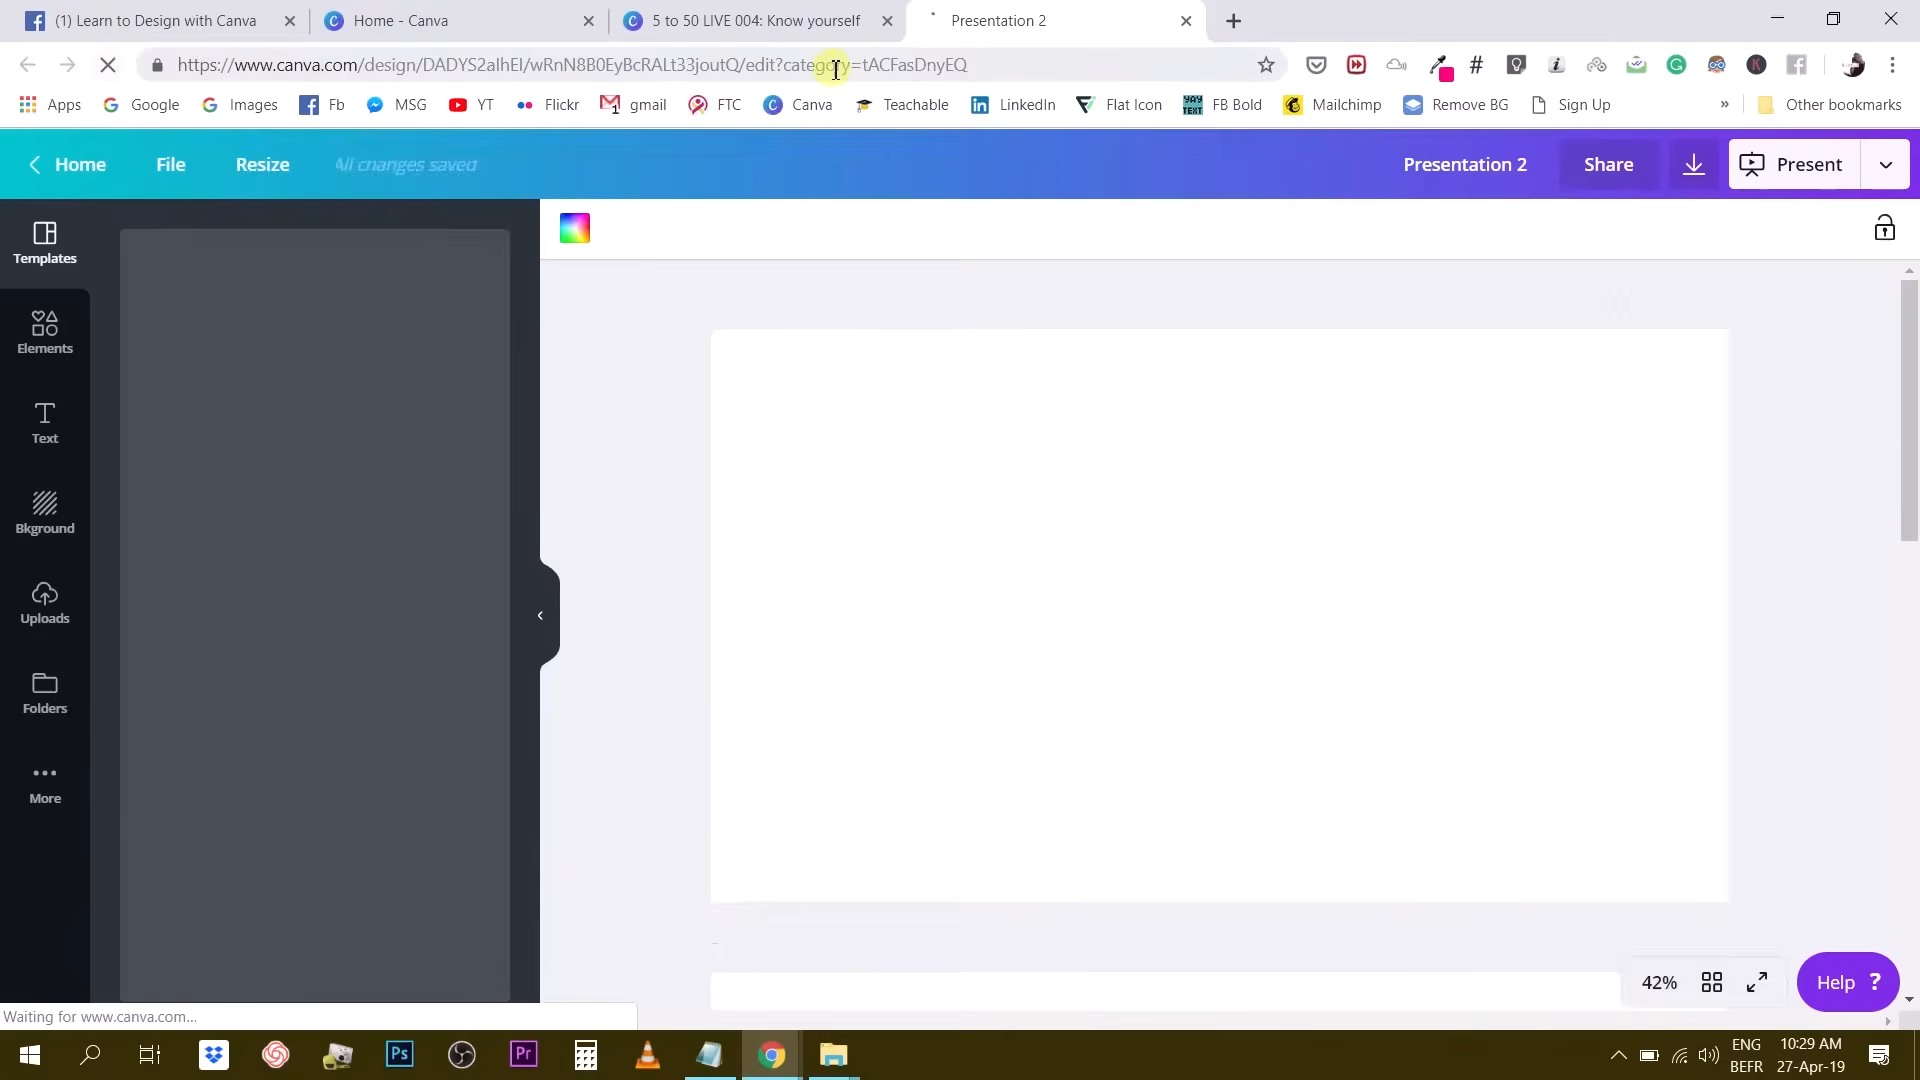 (1) Learn to Design with Canva
Home - Canva
5 to 50 LIVE 004: Know yourself
Presentation 2
https://www.canva.com/design/DADYS2aIhEI/wRnN8B0EyBcRALt33joutQ/edit?category=tACFasDnyEQ
Apps
Google
Images
Fb
MSG
YT
Flickr
gmail
FTC
Canva
Teachable
LinkedIn
Flat Icon
FB Bold
Mailchimp
Remove BG
Sign Up
»
Other bookmarks
Home
File
Resize
All changes saved
Presentation 2
Share
Present
Templates
Elements
Text
Bkground
Uploads
Folders
More
42%
Help ?
Waiting for www.canva.com...
Ps
Pr
ENG
BEFR
10:29 AM
27-Apr-19